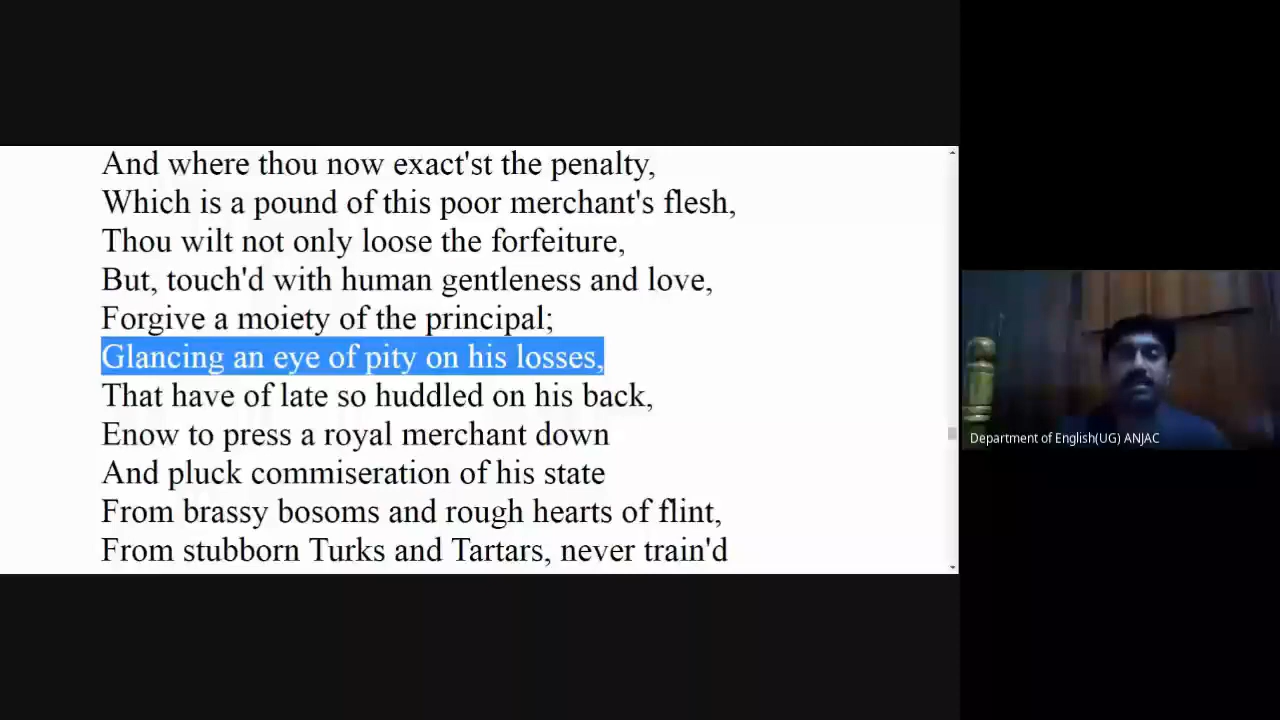 And where thou now exact'st the penalty,
Which is a pound of this poor merchant's flesh,
Thou wilt not only loose the forfeiture,
But, touch'd with human gentleness and love,
Forgive a moiety of the principal;
Glancing an eye of pity on his losses,
That have of late so huddled on his back,
Enow to press a royal merchant down
And pluck commiseration of his state
From brassy bosoms and rough hearts of flint,
From stubborn Turks and Tartars, never train'd
Department of English(UG) ANJAC